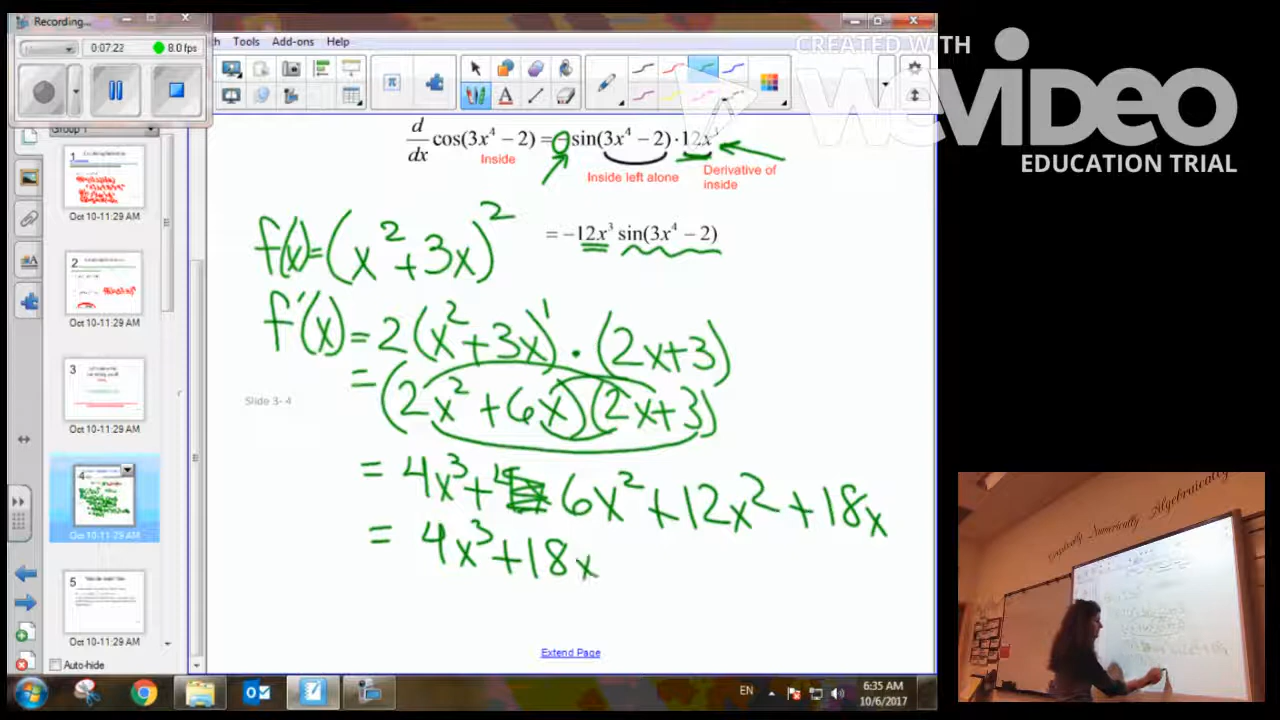 Recording...
CREATED WITH
WEVIDEO
EDUCATION TRIAL
0:07:22
8.0 fps
Tools Add-ons Help
Group 1
1
Oct 10-11:29 AM
2
Oct 10-11:29 AM
3
Oct 10-11:29 AM
4
Oct 10-11:29 AM
5
Oct 10-11:29 AM
Auto-hide
d/dx cos(3x⁴ − 2) = − sin(3x⁴ − 2) · 12x³
Inside
Inside left alone
Derivative of
inside
= −12x³ sin(3x⁴ − 2)
f(x) = (x² + 3x)²
f'(x) = 2(x² + 3x)¹ · (2x+3)
= (2x² + 6x)(2x+3)
Slide 3- 4
= 4x³ + 6x² + 12x² + 18x
= 4x³ + 18x
Extend Page
EN
6:35 AM
10/6/2017
Graphically Numerically Algebraically